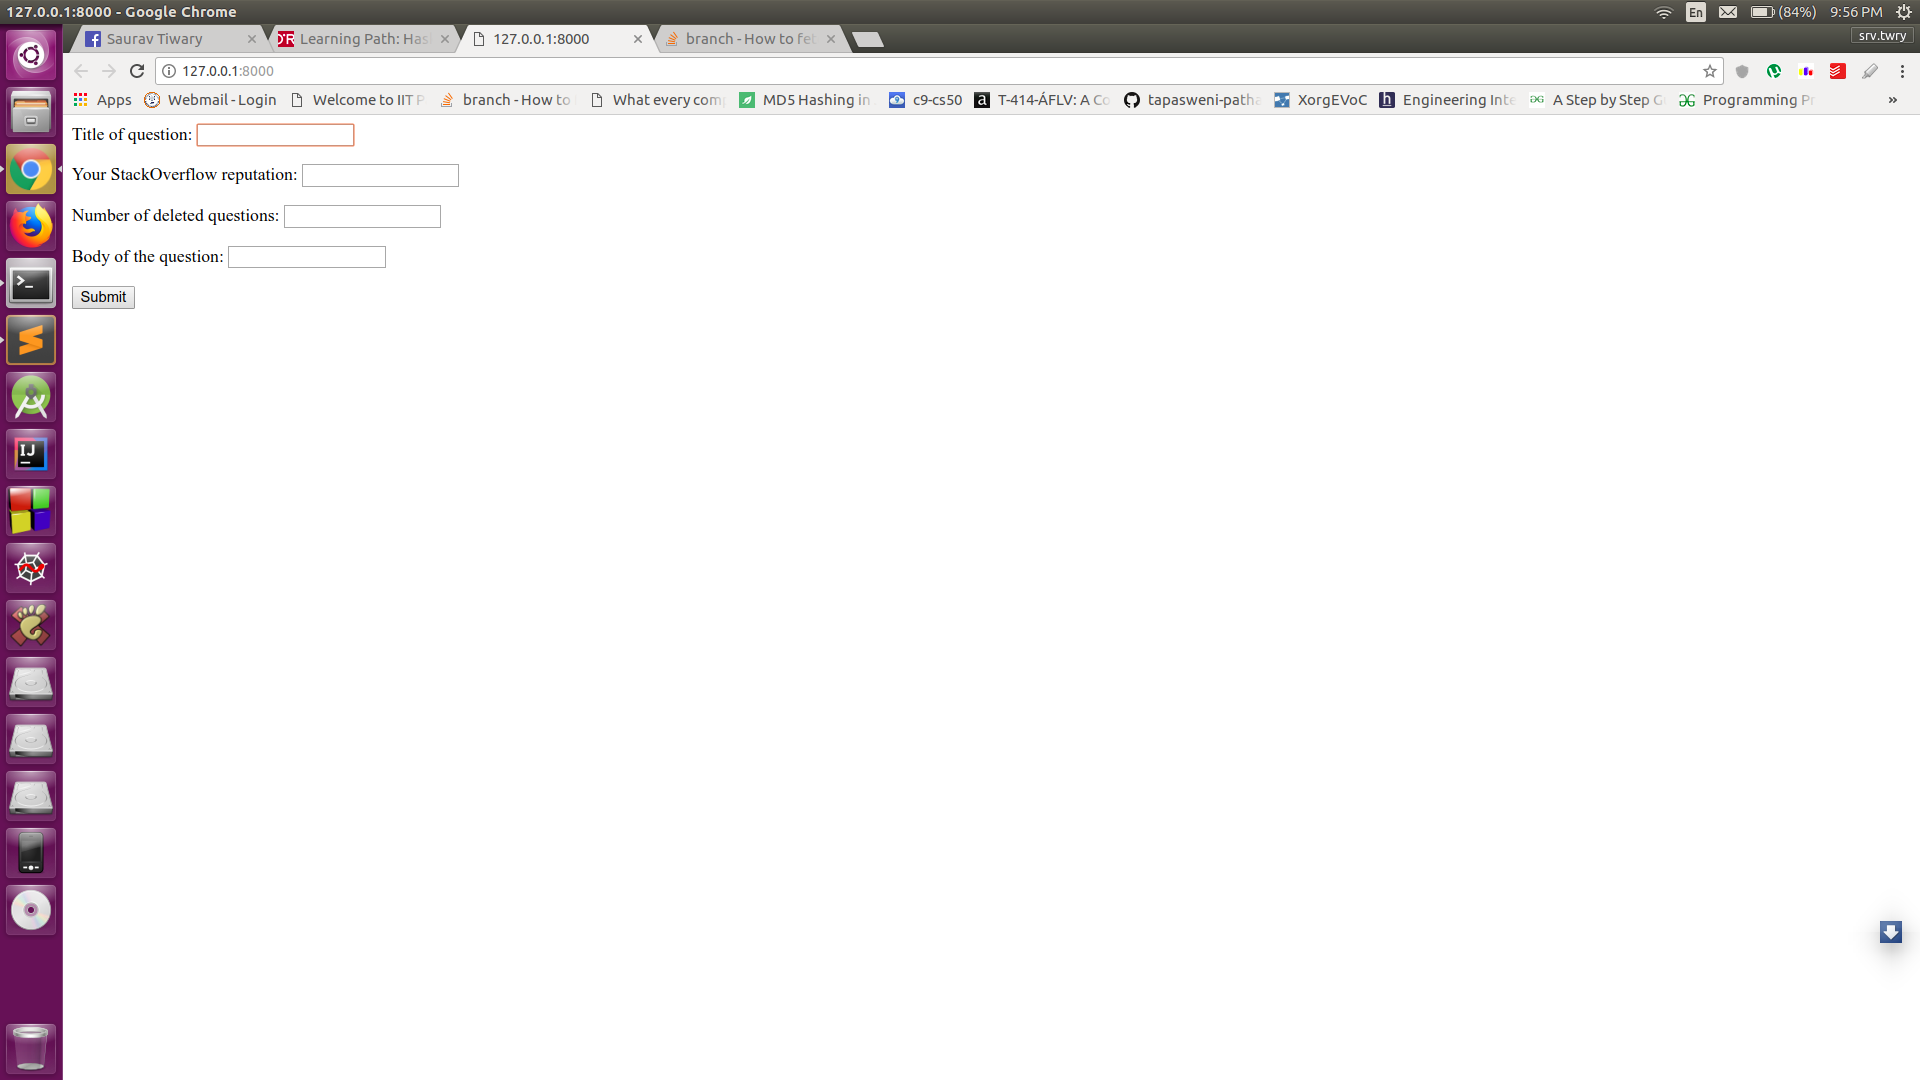 127.0.0.1:8000 - Google Chrome
En (84%) 9:56 PM
Saurav Tiwary
Learning Path: Has
127.0.0.1:8000
branch - How to fet
srv.twry
127.0.0.1:8000
Apps
Webmail - Login
Welcome to IIT P
branch - How to
What every com
MD5 Hashing in
c9-cs50
T-414-ÁFLV: A Co
tapasweni-patha
XorgEVoC
Engineering Inte
A Step by Step G
Programming Pr
»
Title of question:
Your StackOverflow reputation:
Number of deleted questions:
Body of the question:
Submit
IJ